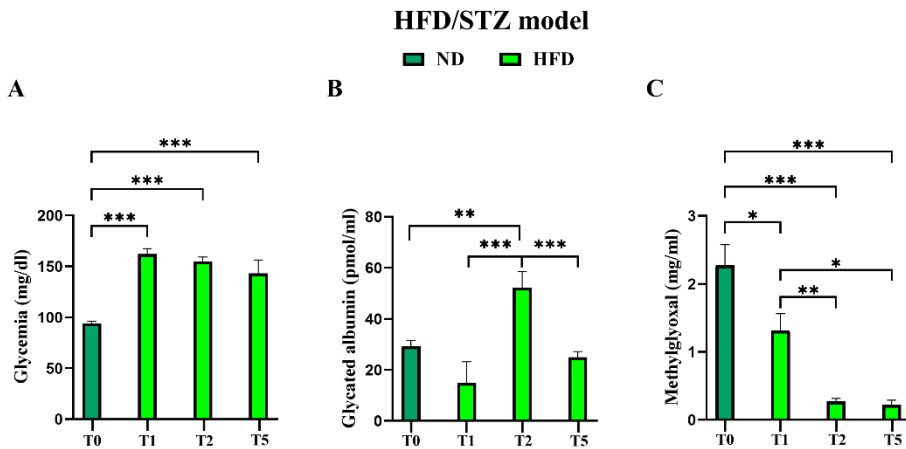 HFD/STZ model
ND HFD
A
***
***
***
Glycemia (mg/dl)
200
150
100
50
0
T0 T1 T2 T5
B
**
*** ***
Glycated albumin (pmol/ml)
80
60
40
20
0
T0 T1 T2 T5
C
***
***
*
*
**
Methylglyoxal (mg/ml)
3
2
1
0
T0 T1 T2 T5